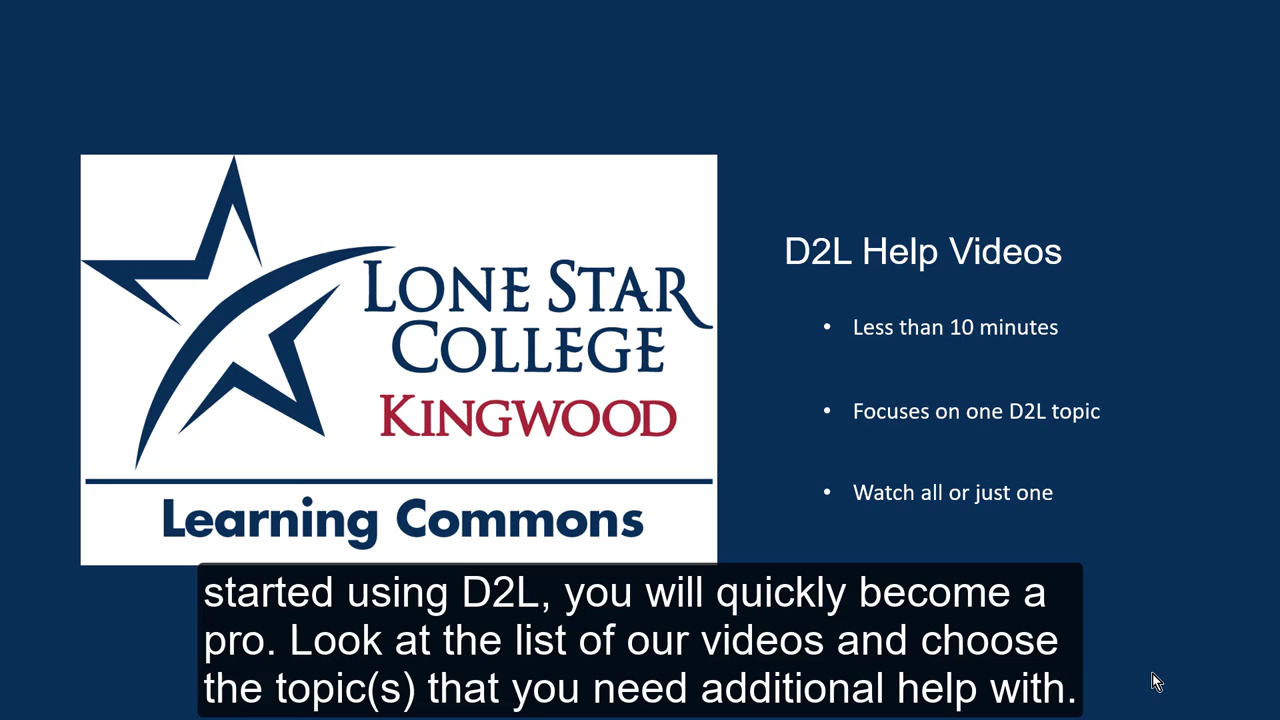 LONE STAR
COLLEGE
KINGWOOD
Learning Commons
D2L Help Videos
• Less than 10 minutes
• Focuses on one D2L topic
• Watch all or just one
started using D2L, you will quickly become a
pro. Look at the list of our videos and choose
the topic(s) that you need additional help with.